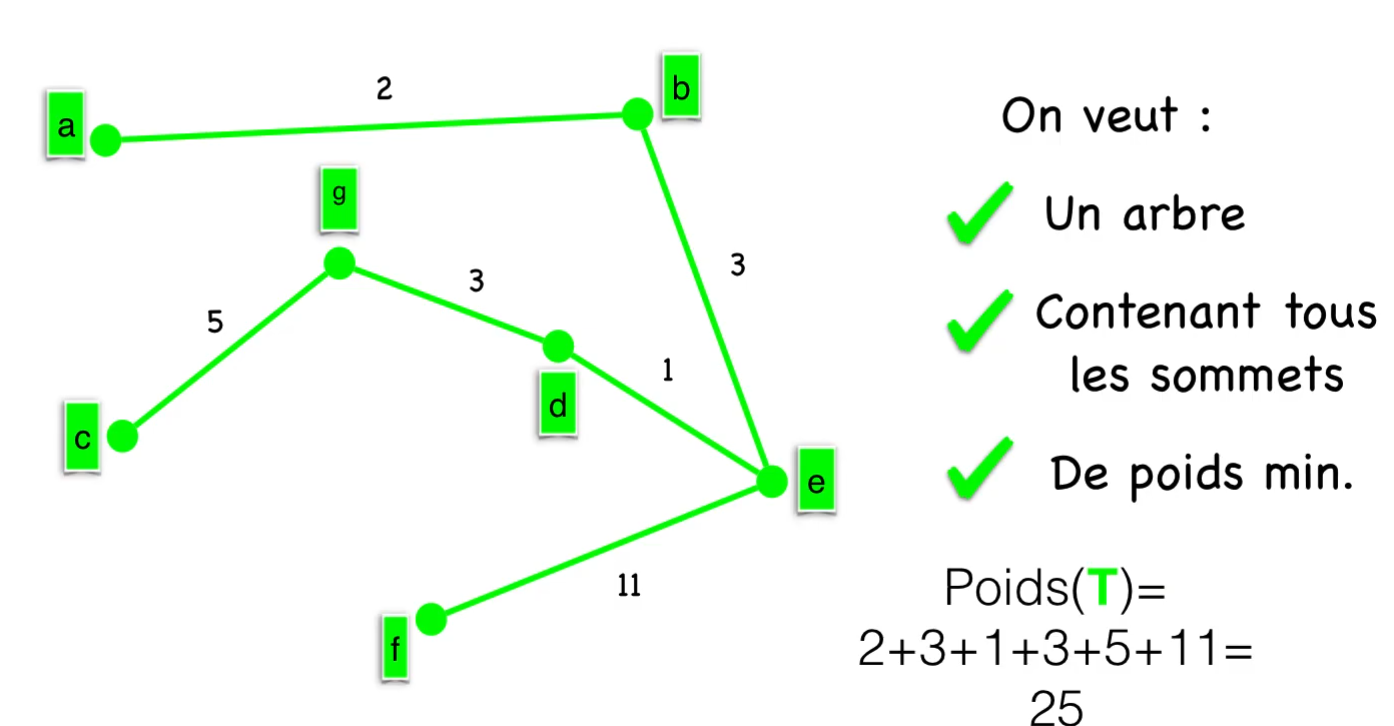 a
2
b
g
5
3
3
c
d
1
e
11
f
On veut :
Un arbre
Contenant tous
les sommets
De poids min.
Poids(T)=
2+3+1+3+5+11=
25